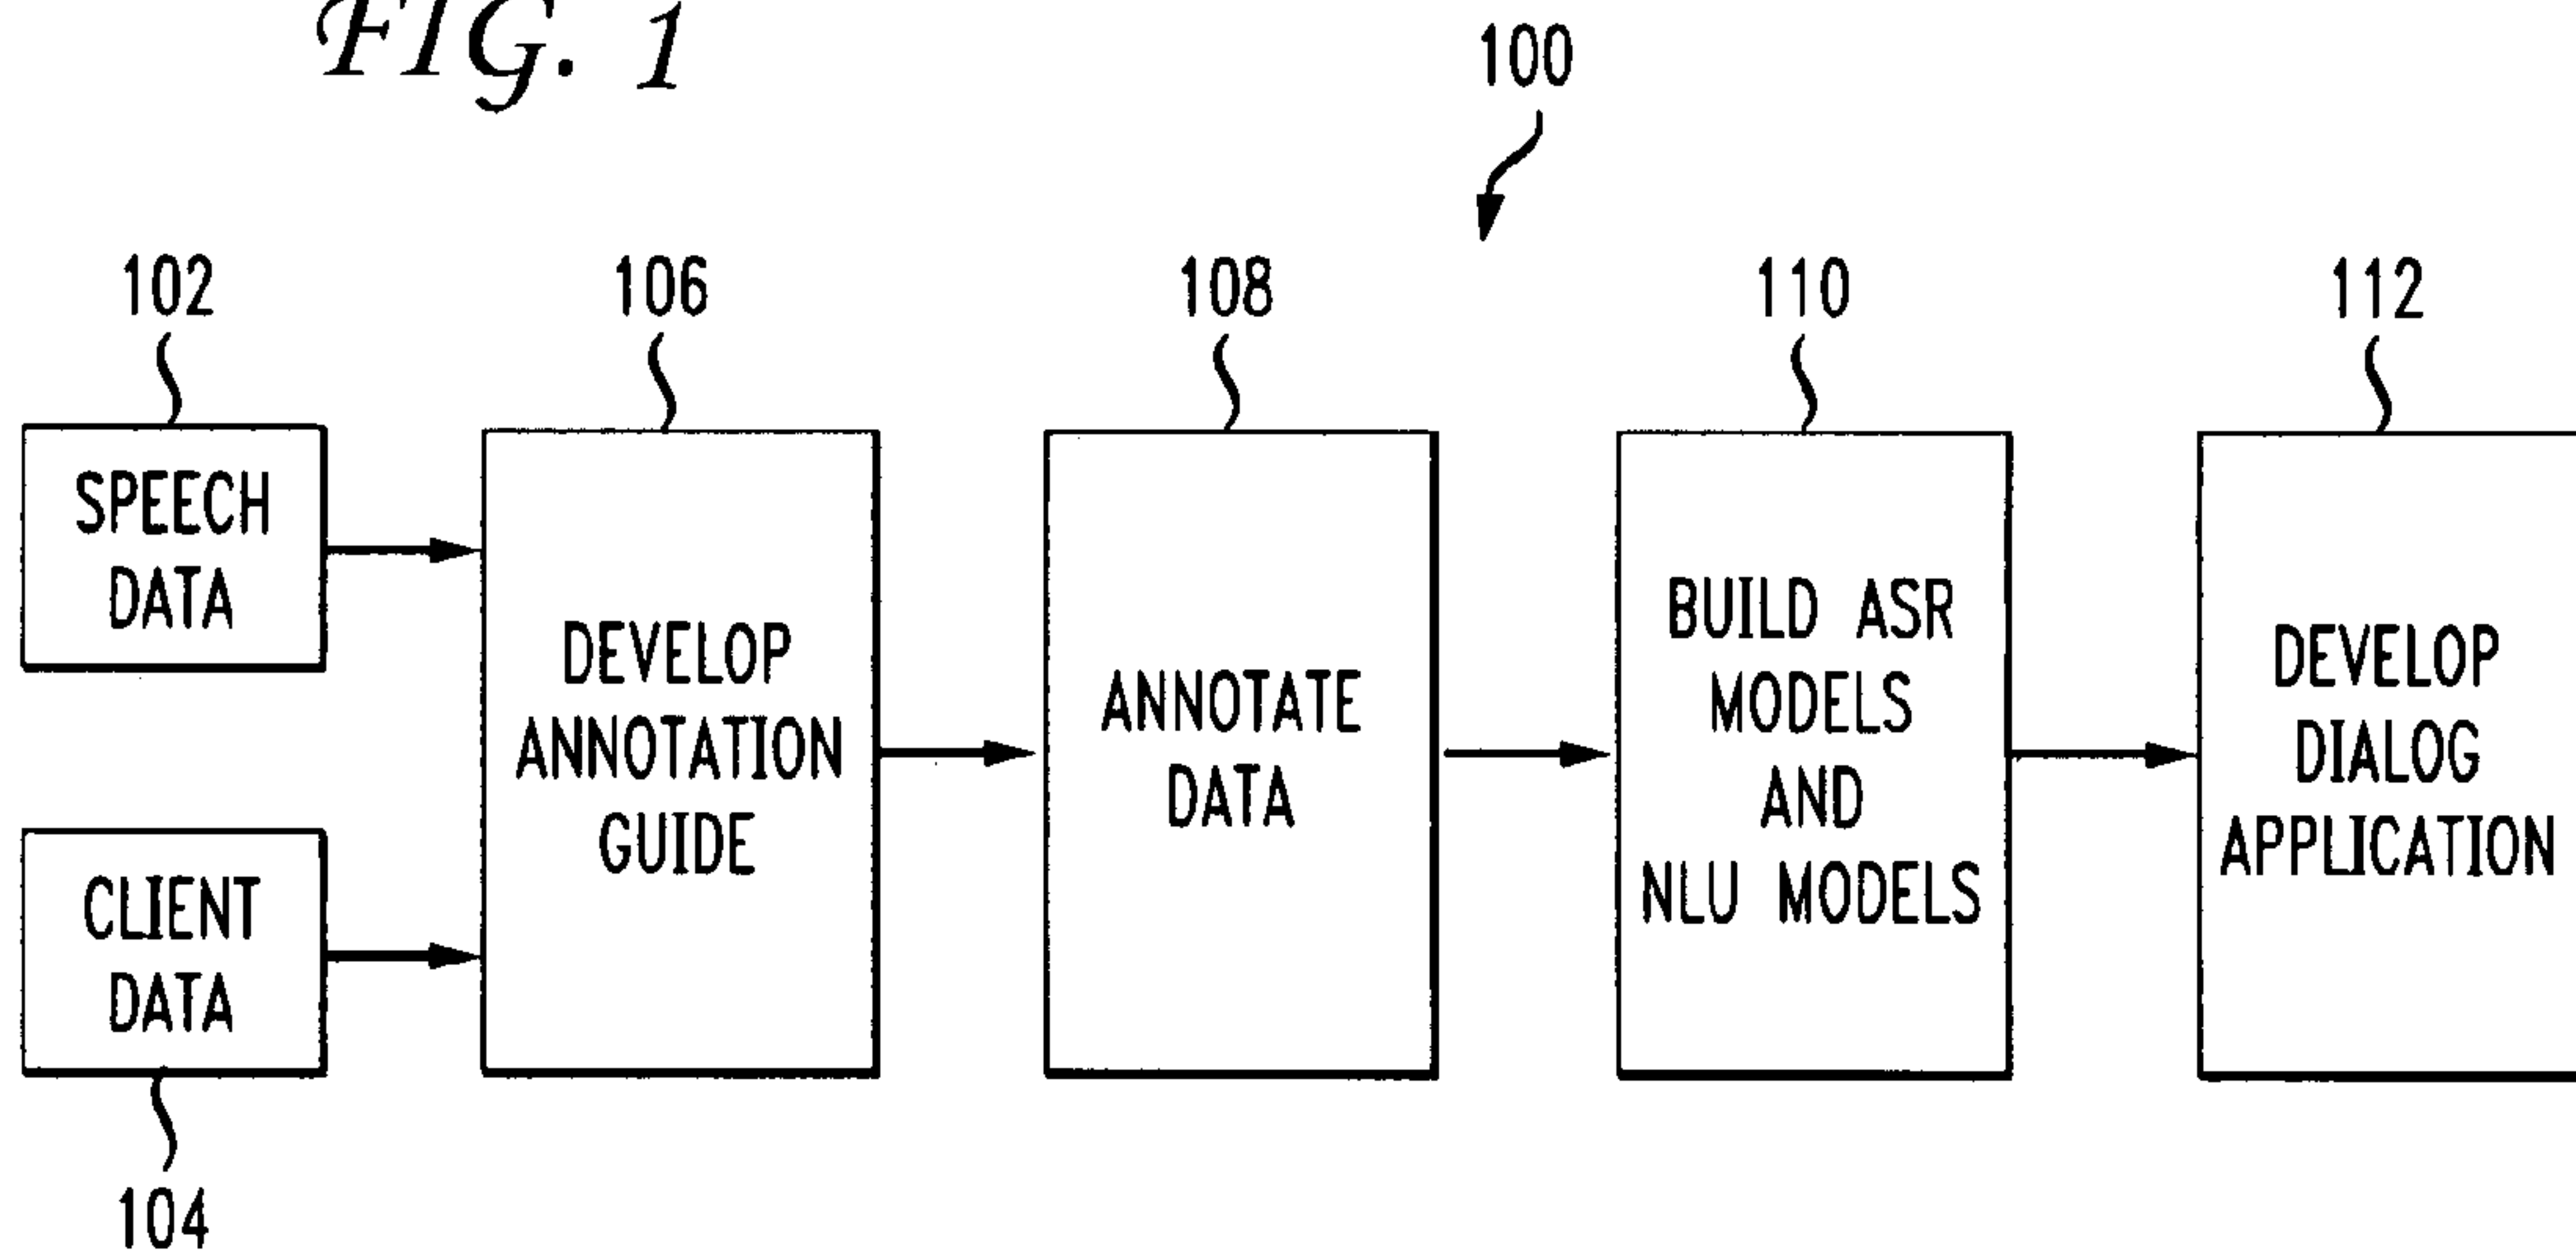 FIG. 1
100
102
106
108
110
112
SPEECH
DATA
CLIENT
DATA
104
DEVELOP
ANNOTATION
GUIDE
ANNOTATE
DATA
BUILD ASR
MODELS
AND
NLU MODELS
DEVELOP
DIALOG
APPLICATION